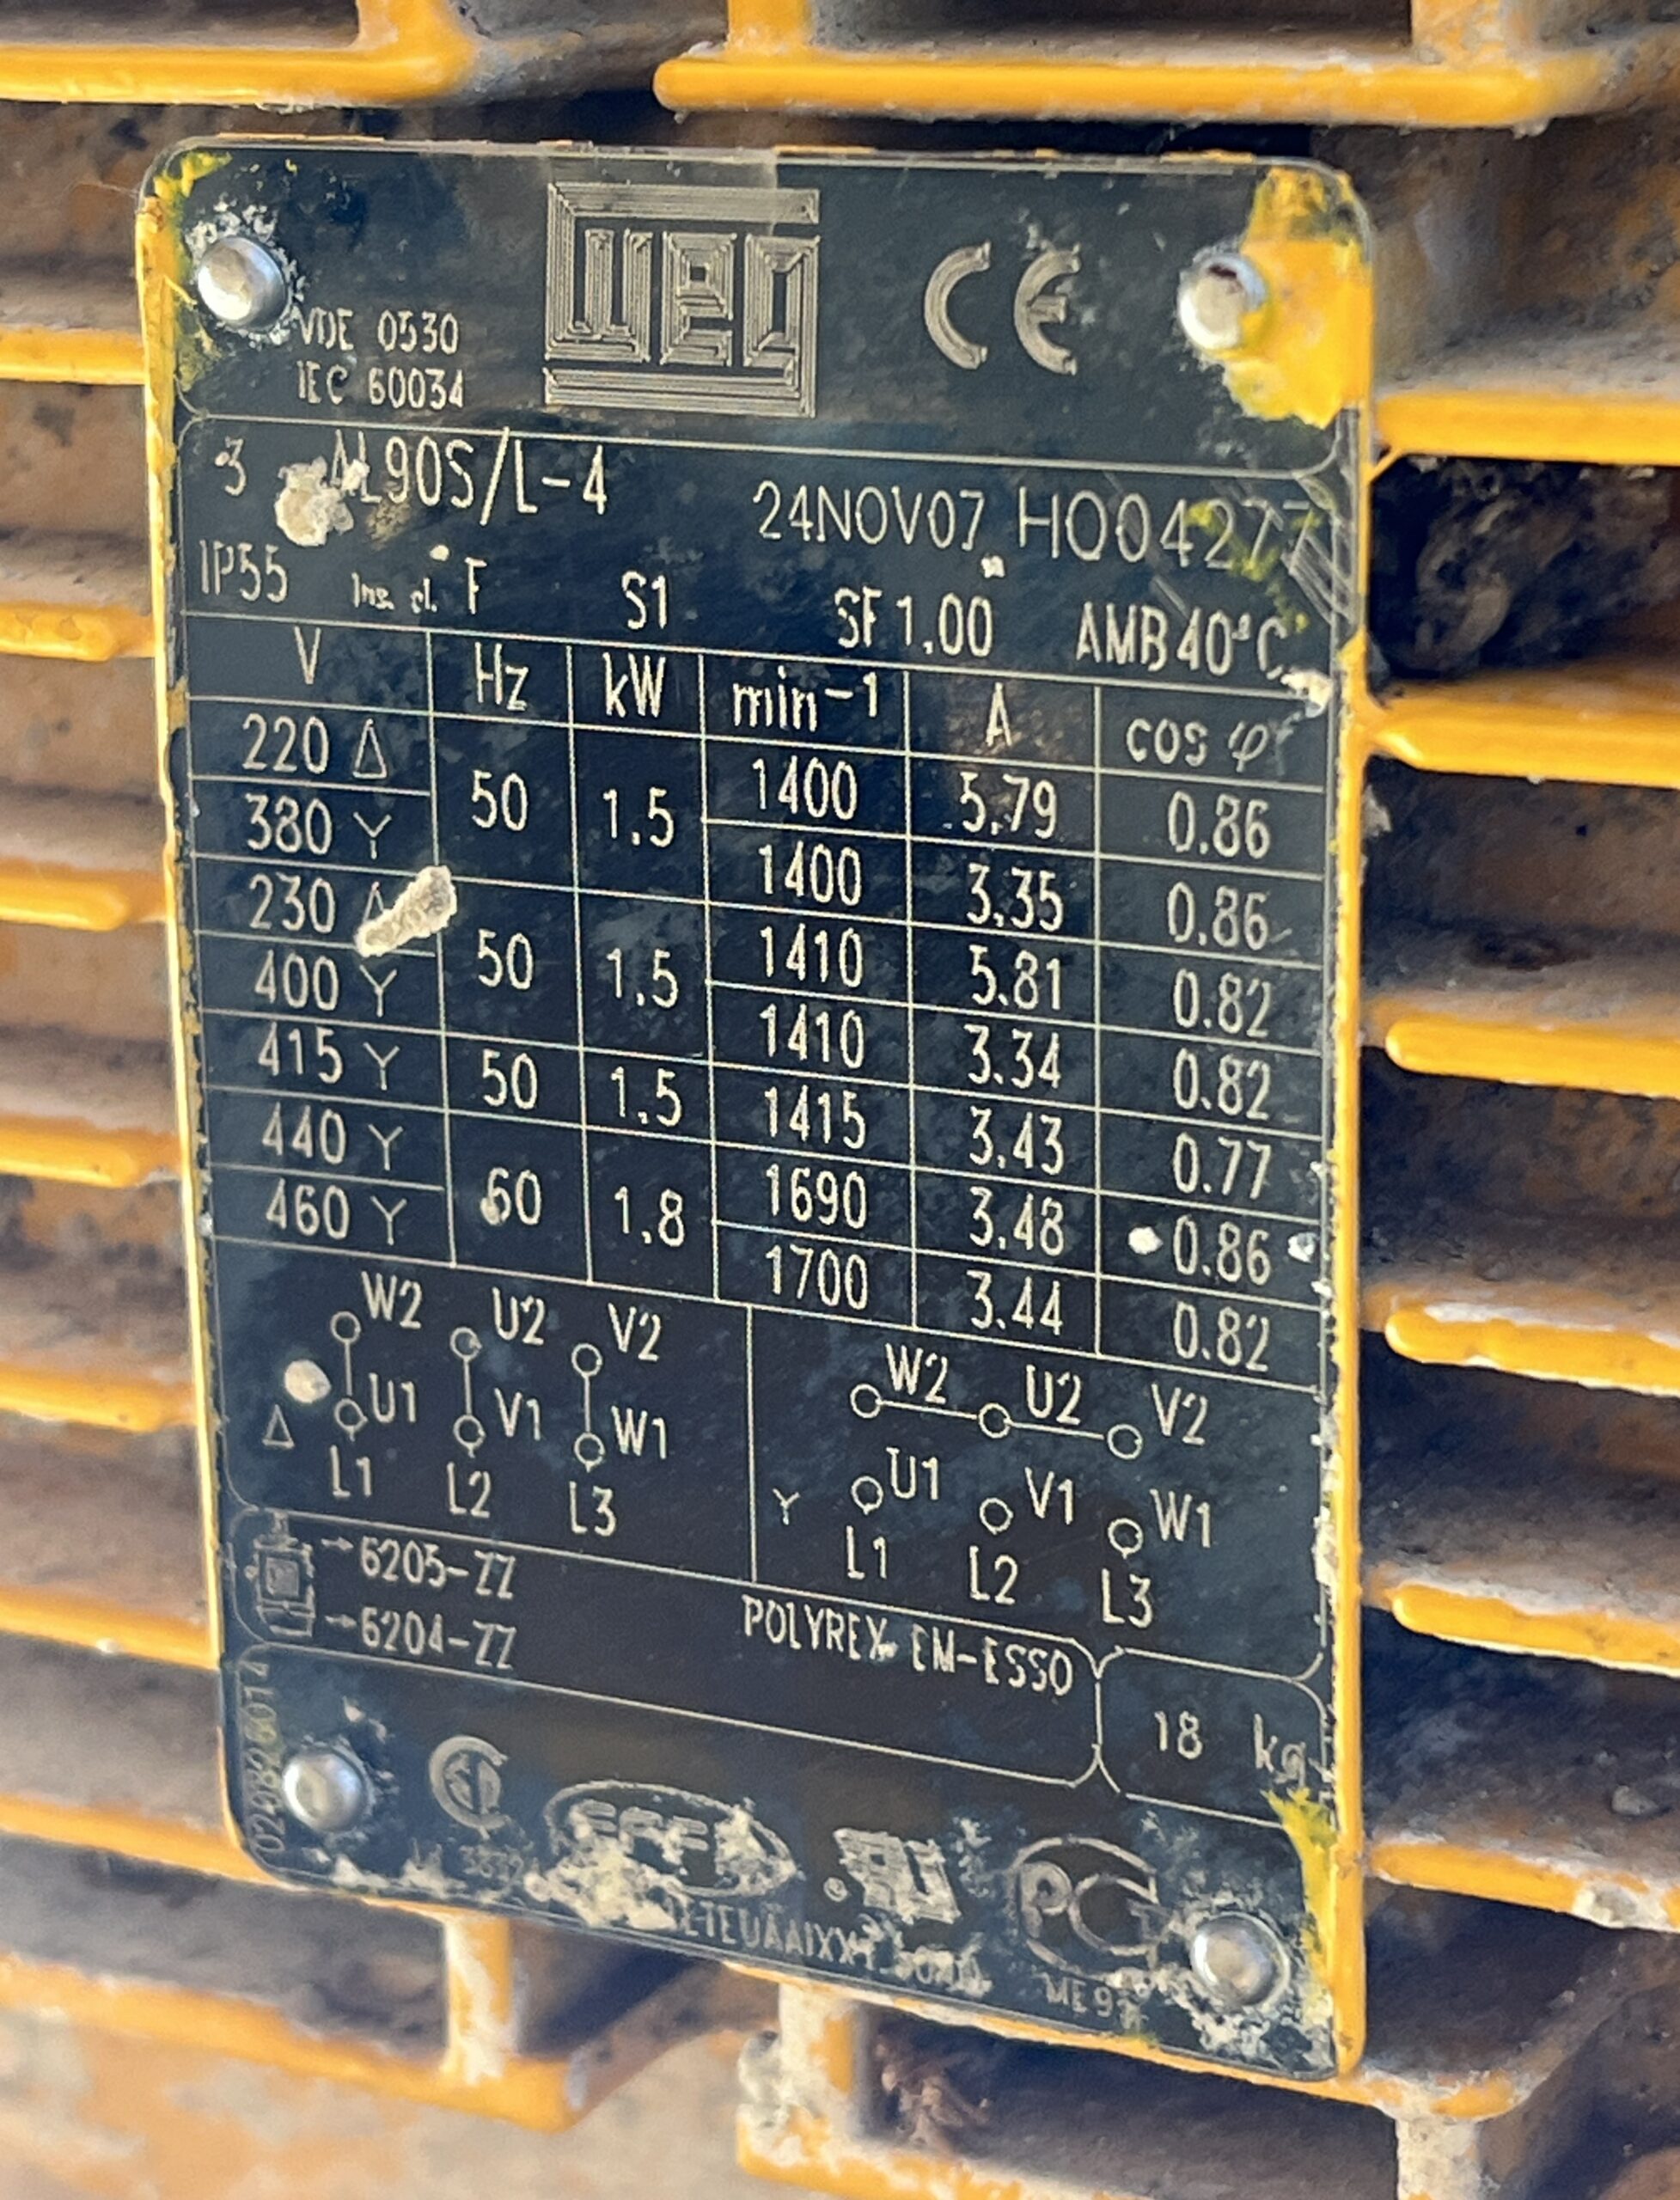 WEG CE
VDE 0530
IEC 60034
3 AL90S/L-4 24NOV07 HO04277
IP55 Ins. cl. F S1 SF 1.00 AMB 40°C
V Hz kW min⁻¹ A cos φ
220 Δ 50 1.5 1400 5.79 0.86
380 Y 1400 3.35 0.86
230 Δ 50 1.5 1410 5.81 0.82
400 Y 1410 3.34 0.82
415 Y 50 1.5 1415 3.43 0.77
440 Y 60 1.8 1690 3.48 0.86
460 Y 1700 3.44 0.82
W2 U2 V2
Δ U1 V1 W1
L1 L2 L3
W2 U2 V2
Y U1 V1 W1
L1 L2 L3
→6205-ZZ
→6204-ZZ
POLYREX EM-ESSO
18 kg